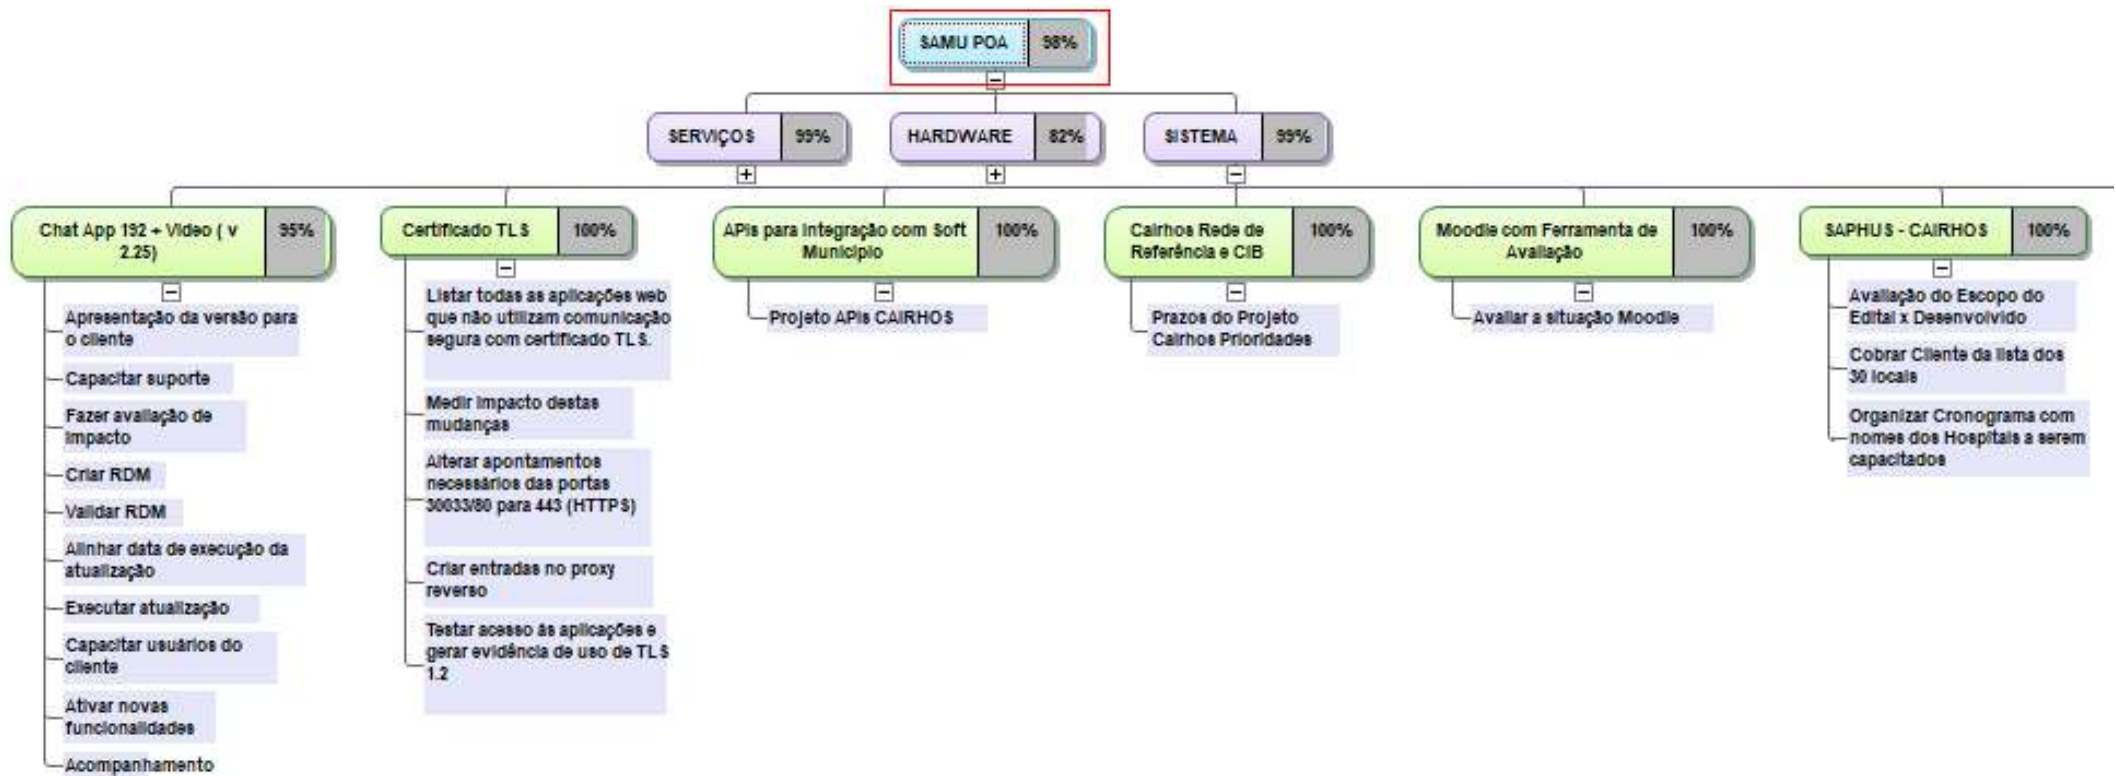 SAMU POA
98%
SERVIÇOS
99%
HARDWARE
82%
SISTEMA
99%
Chat App 192 + Video ( v
2.25)
95%
Apresentação da versão para
o cliente
Capacitar suporte
Fazer avaliação de
impacto
Criar RDM
Validar RDM
Alinhar data de execução da
atualização
Executar atualização
Capacitar usuários do
cliente
Ativar novas
funcionalidades
Acompanhamento
Certificado TLS
100%
Listar todas as aplicações web
que não utilizam comunicação
segura com certificado TLS.
Medir impacto destas
mudanças
Alterar apontamentos
necessários das portas
30033/80 para 443 (HTTPS)
Criar entradas no proxy
reverso
Testar acesso às aplicações e
gerar evidência de uso de TLS
1.2
APIs para Integração com Soft
Municipio
100%
Projeto APIs CAIRHOS
Cairhos Rede de
Referência e CIB
100%
Prazos do Projeto
Cairhos Prioridades
Moodle com Ferramenta de
Avaliação
100%
Avaliar a situação Moodle
SAPHUS - CAIRHOS
100%
Avaliação do Escopo do
Edital x Desenvolvido
Cobrar Cliente da lista dos
30 locais
Organizar Cronograma com
nomes dos Hospitais a serem
capacitados